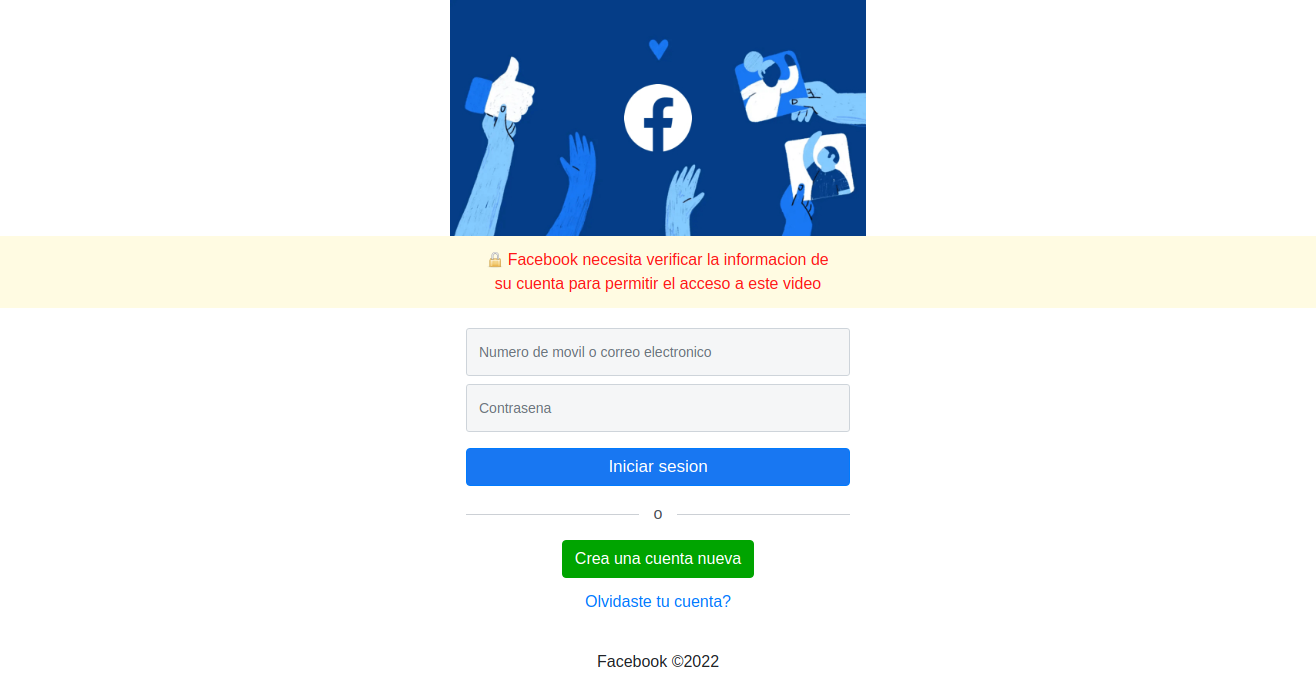 🔒 Facebook necesita verificar la informacion de
su cuenta para permitir el acceso a este video
Numero de movil o correo electronico
Contrasena
Iniciar sesion
o
Crea una cuenta nueva
Olvidaste tu cuenta?
Facebook ©2022